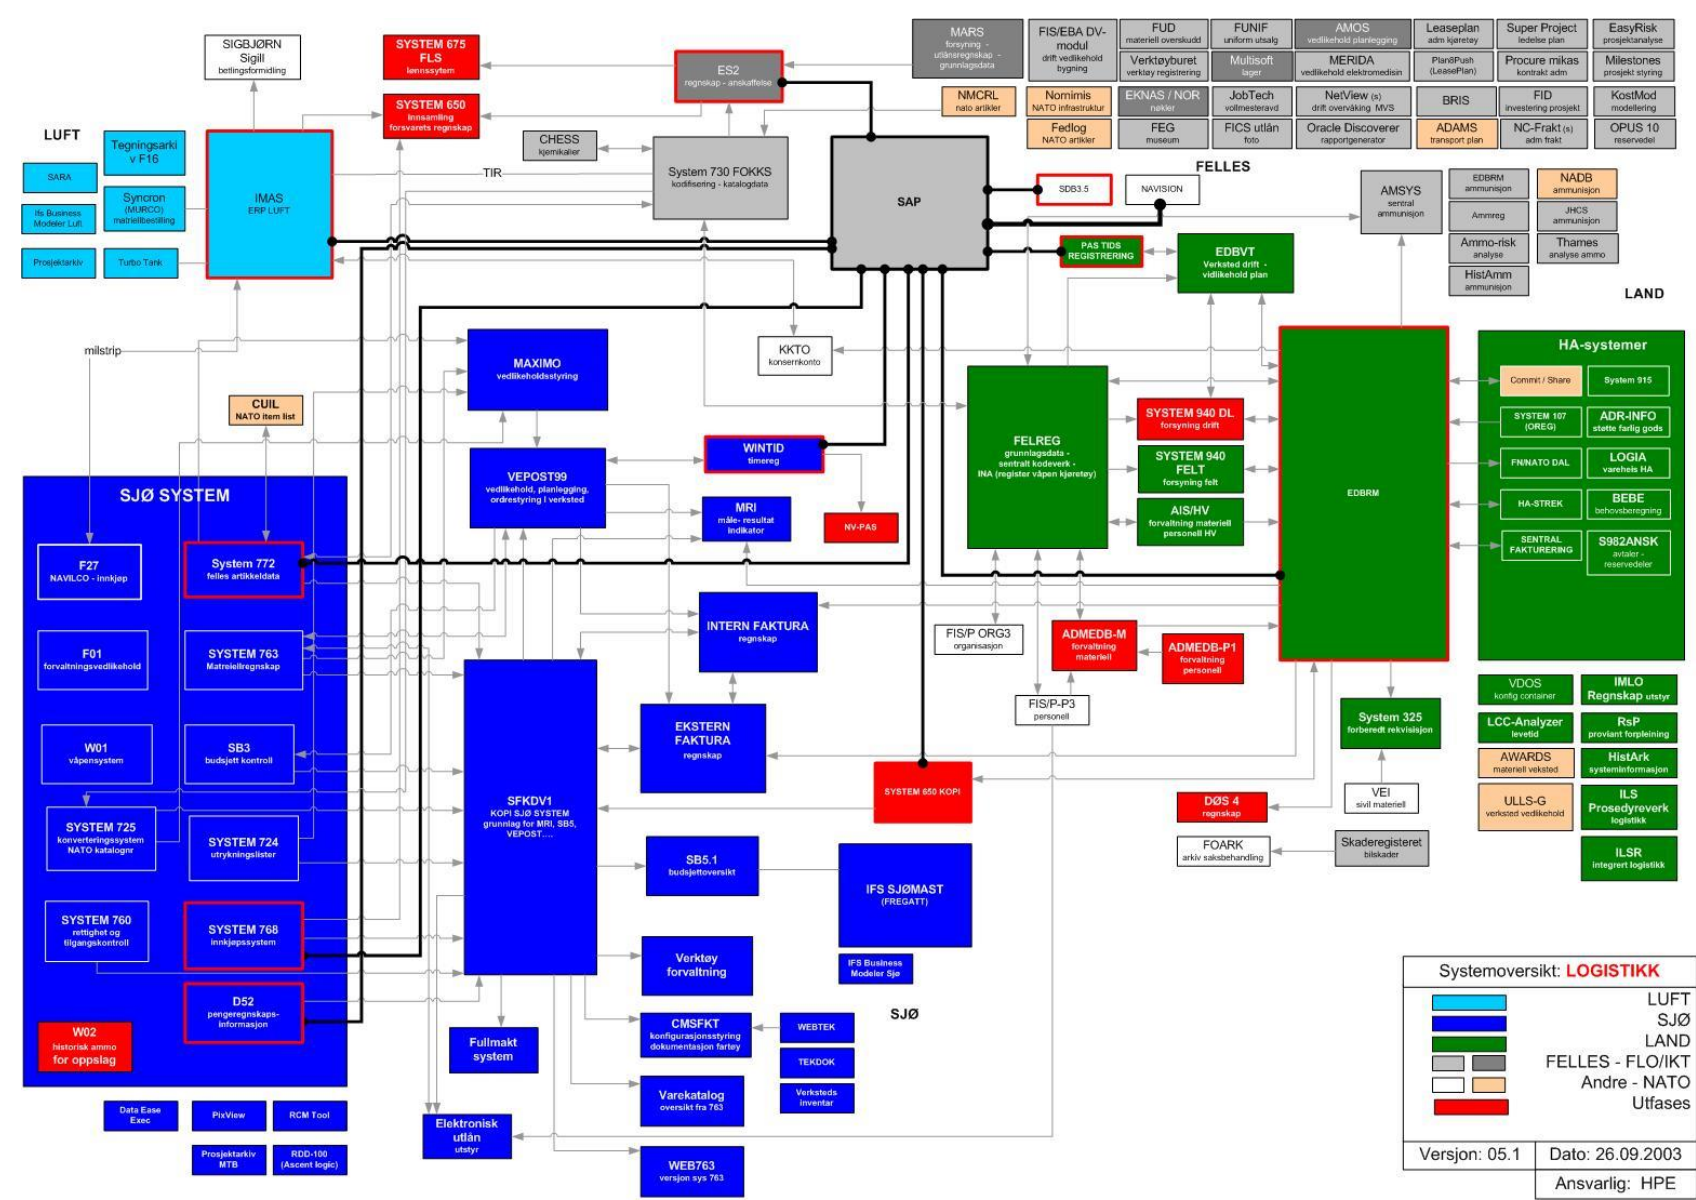 LUFT
SIGBJØRN
Sigill
betlingsformidling
SYSTEM 675
FLS
lønnssytem
SYSTEM 650
innsamling
forsvarets regnskap
ES2
regnskap - anskaffelse
CHESS
kjemikalier
System 730 FOKKS
kodifisering - katalogdata
TIR
Tegningsarki
v F16
SARA
Syncron
(MURCO)
matriellbestilling
Ifs Business
Modeler Luft
Prosjektarkiv
Turbo Tank
IMAS
ERP LUFT
MARS
forsyning -
utlånsregnskap -
grunnlagsdata
NMCRL
nato artikler
FIS/EBA DV-
modul
drift vedlikehold
bygning
Nornimis
NATO infrastruktur
Fedlog
NATO artikler
FUD
materiell overskudd
Verktøyburet
verktøy registrering
EKNAS / NOR
nøkler
FEG
museum
FUNIF
uniform utsalg
Multisoft
lager
JobTech
vollmesteravd
FICS utlån
foto
AMOS
vedlikehold planlegging
MERIDA
vedlikehold elektromedisin
NetView (s)
drift overvåking MVS
Oracle Discoverer
rapportgenerator
Leaseplan
adm kjøretøy
Plan8Push
(LeasePlan)
BRIS
ADAMS
transport plan
Super Project
ledelse plan
Procure mikas
kontrakt adm
FID
investering prosjekt
NC-Frakt (s)
adm frakt
EasyRisk
prosjektanalyse
Milestones
prosjekt styring
KostMod
modellering
OPUS 10
reservedel
FELLES
SAP
SDB3.5
NAVISION
PAS TIDS
REGISTRERING
EDBVT
Verksted drift -
vidlikehold plan
AMSYS
sentral
ammunisjon
EDBRM
ammunisjon
NADB
ammunisjon
Ammreg
JHCS
ammunisjon
Ammo-risk
analyse
Thames
analyse ammo
HistAmm
ammunisjon
LAND
milstrip
MAXIMO
vedlikeholdsstyring
KKTO
konsernkonto
CUIL
NATO item list
VEPOST99
vedlikehold, planlegging,
ordrestyring I verksted
WINTID
timereg
MRI
måle- resultat
indikator
NV-PAS
FELREG
grunnlagsdata -
sentralt kodeverk -
INA (register våpen kjøretøy)
SYSTEM 940 DL
forsyning drift
SYSTEM 940
FELT
forsyning felt
AIS/HV
forvaltning materiell
personell HV
EDBRM
HA-systemer
Commit / Share
System 915
SYSTEM 107
(OREG)
ADR-INFO
støtte farlig gods
FN/NATO DAL
LOGIA
vareheis HA
HA-STREK
BEBE
behovsberegning
SENTRAL
FAKTURERING
S982ANSK
avtaler -
reservedeler
SJØ SYSTEM
F27
NAVILCO - innkjøp
System 772
felles artikkeldata
F01
forvaltningsvedlikehold
SYSTEM 763
Matreiellregnskap
W01
våpensystem
SB3
budsjett kontroll
SYSTEM 725
konverteringssystem
NATO katalognr
SYSTEM 724
utrykningslister
SYSTEM 760
rettighet og
tilgangskontroll
SYSTEM 768
innkjøpssystem
D52
pengeregnskaps-
informasjon
W02
historisk ammo
for oppslag
INTERN FAKTURA
regnskap
EKSTERN
FAKTURA
regnskap
SFKDV1
KOPI SJØ SYSTEM
grunnlag for MRI, SB5,
VEPOST....
SYSTEM 650 KOPI
SB5.1
budsjettoversikt
IFS SJØMAST
(FREGATT)
IFS Business
Modeler Sjø
SJØ
Verktøy
forvaltning
CMSFKT
konfigurasjonsstyring
dokumentasjon fartøy
WEBTEK
TEKDOK
Verksteds
inventar
Varekatalog
oversikt fra 763
WEB763
versjon sys 763
Fullmakt
system
Elektronisk
utlån
utstyr
Data Ease
Exec
PixView
RCM Tool
Prosjektarkiv
MTB
RDD-100
(Ascent logic)
FIS/P ORG3
organisasjon
ADMEDB-M
forvaltning
materiell
ADMEDB-P1
forvaltning
personell
FIS/P-P3
personell
System 325
forberedt rekvisisjon
VEI
sivil materiell
DØS 4
regnskap
FOARK
arkiv saksbehandling
Skaderegisteret
bilskader
VDOS
konfig container
IMLO
Regnskap utstyr
LCC-Analyzer
levetid
RsP
proviant forpleining
AWARDS
materiell veksted
HistArk
systeminformasjon
ULLS-G
verksted vedlikehold
ILS
Prosedyreverk
logistikk
ILSR
integrert logistikk
Systemoversikt: LOGISTIKK
LUFT
SJØ
LAND
FELLES - FLO/IKT
Andre - NATO
Utfases
Versjon: 05.1
Dato: 26.09.2003
Ansvarlig: HPE